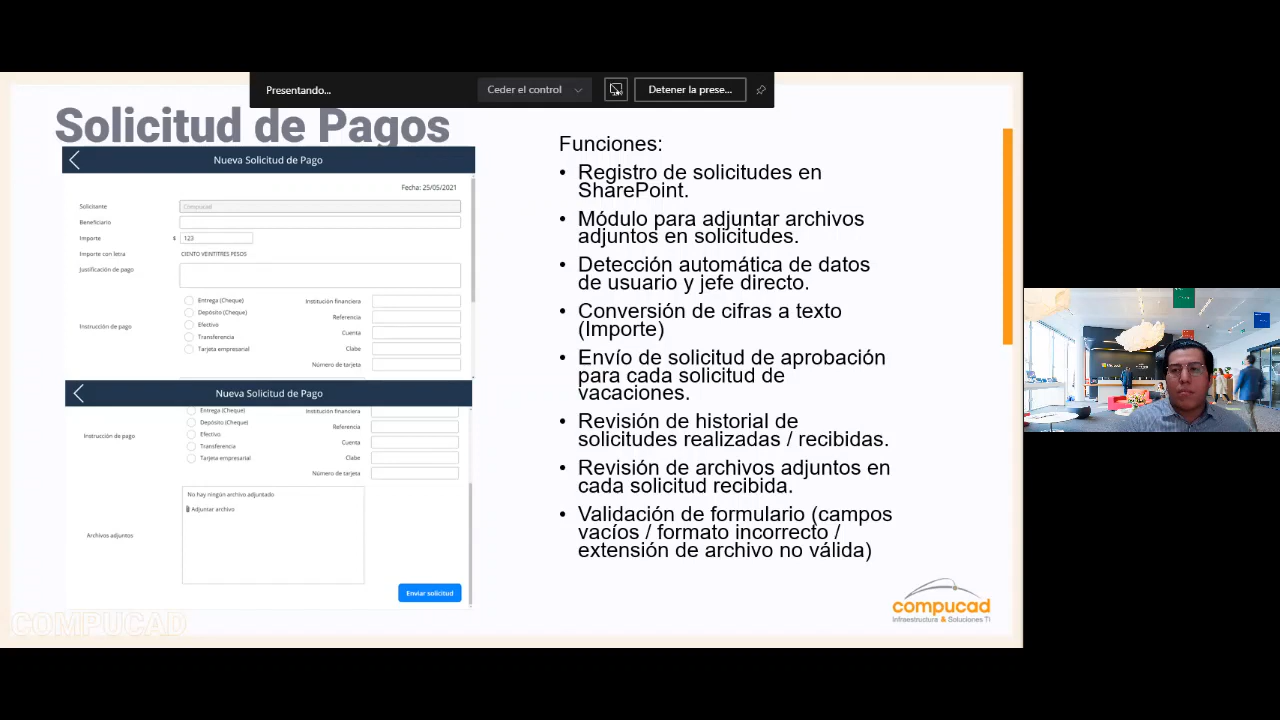 Presentando...
Ceder el control
Detener la prese...
Solicitud de Pagos
Nueva Solicitud de Pago
Fecha: 25/05/2021
Solicitante
Compucad
Beneficiario
Importe
$ 123
Importe con letra
CIENTO VEINTITRES PESOS
Justificación de pago
Instrucción de pago
Entrega (Cheque)
Depósito (Cheque)
Efectivo
Transferencia
Tarjeta empresarial
Institución financiera
Referencia
Cuenta
Clabe
Número de tarjeta
Nueva Solicitud de Pago
Instrucción de pago
Entrega (Cheque)
Depósito (Cheque)
Efectivo
Transferencia
Tarjeta empresarial
Institución financiera
Referencia
Cuenta
Clabe
Número de tarjeta
Archivos adjuntos
No hay ningún archivo adjuntado
Adjuntar archivo
Enviar solicitud
Funciones:
• Registro de solicitudes en
SharePoint.
• Módulo para adjuntar archivos
adjuntos en solicitudes.
• Detección automática de datos
de usuario y jefe directo.
• Conversión de cifras a texto
(Importe)
• Envío de solicitud de aprobación
para cada solicitud de
vacaciones.
• Revisión de historial de
solicitudes realizadas / recibidas.
• Revisión de archivos adjuntos en
cada solicitud recibida.
• Validación de formulario (campos
vacíos / formato incorrecto /
extensión de archivo no válida)
COMPUCAD
compucad
Infraestructura & Soluciones TI